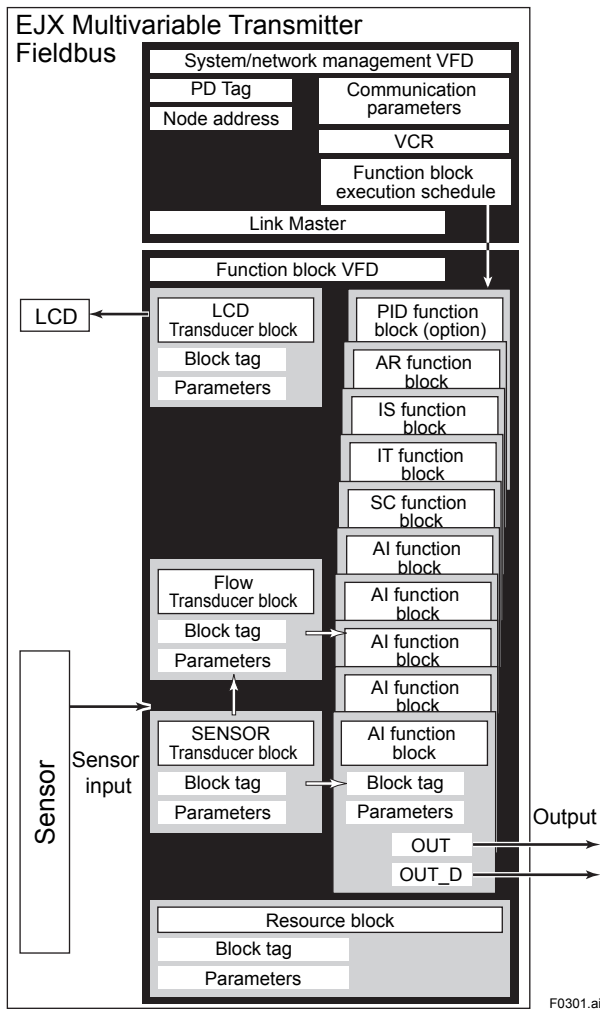 EJX Multivariable Transmitter
Fieldbus
System/network management VFD
PD Tag
Node address
Communication
parameters
VCR
Function block
execution schedule
Link Master
Function block VFD
LCD
LCD
Transducer block
Block tag
Parameters
PID function
block (option)
AR function
block
IS function
block
IT function
block
SC function
block
AI function
block
AI function
block
AI function
block
AI function
block
Flow
Transducer block
Block tag
Parameters
Sensor
Sensor
input
SENSOR
Transducer block
Block tag
Parameters
AI function
block
Block tag
Parameters
OUT
OUT_D
Output
Resource block
Block tag
Parameters
F0301.ai